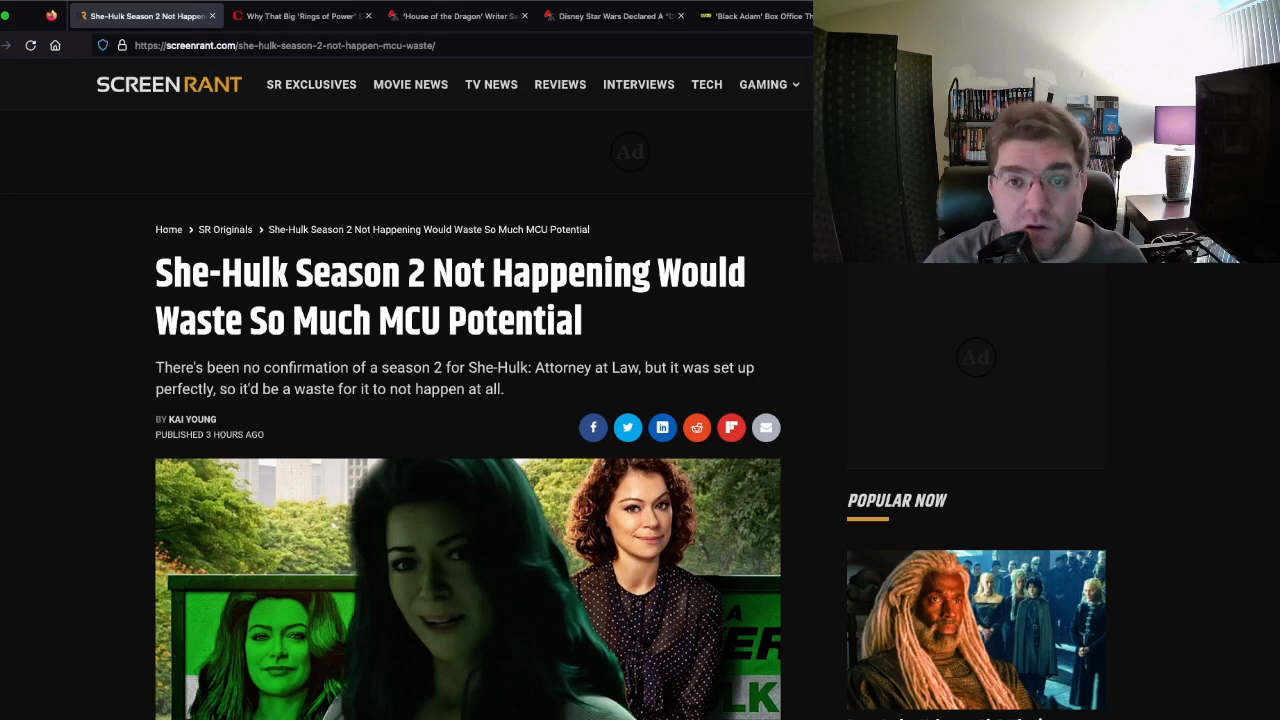 She-Hulk Season 2 Not Happen
Why That Big 'Rings of Power' S
'House of the Dragon' Writer Sa
Disney Star Wars Declared A "D
'Black Adam' Box Office Th
https://screenrant.com/she-hulk-season-2-not-happen-mcu-waste/
SCREENRANT
SR EXCLUSIVES
MOVIE NEWS
TV NEWS
REVIEWS
INTERVIEWS
TECH
GAMING
Ad
Home > SR Originals > She-Hulk Season 2 Not Happening Would Waste So Much MCU Potential
She-Hulk Season 2 Not Happening Would
Waste So Much MCU Potential
There's been no confirmation of a season 2 for She-Hulk: Attorney at Law, but it was set up
perfectly, so it'd be a waste for it to not happen at all.
BY KAI YOUNG
PUBLISHED 3 HOURS AGO
Ad
POPULAR NOW